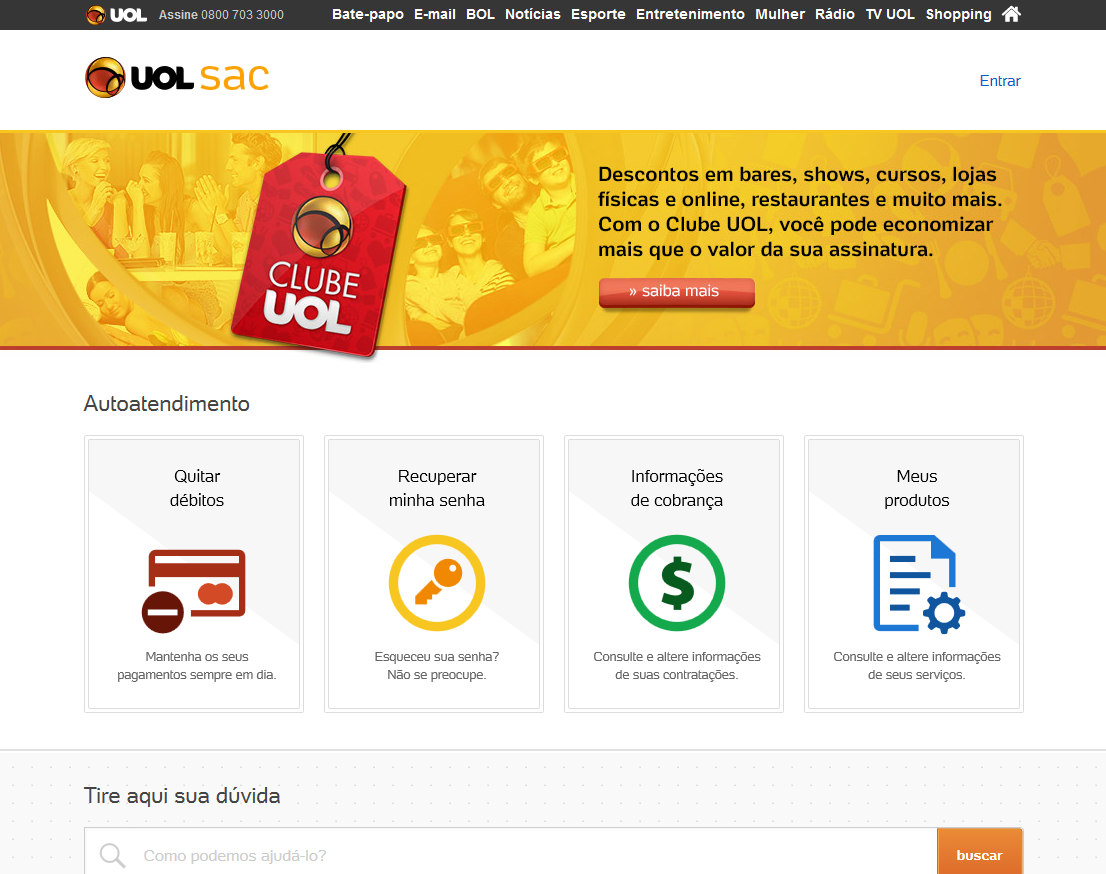 UOL Assine 0800 703 3000 Bate-papo E-mail BOL Notícias Esporte Entretenimento Mulher Rádio TV UOL Shopping
UOL sac
Entrar
CLUBE
UOL
Descontos em bares, shows, cursos, lojas
físicas e online, restaurantes e muito mais.
Com o Clube UOL, você pode economizar
mais que o valor da sua assinatura.
» saiba mais
Autoatendimento
Quitar
débitos
Mantenha os seus
pagamentos sempre em dia.
Recuperar
minha senha
Esqueceu sua senha?
Não se preocupe.
Informações
de cobrança
$
Consulte e altere informações
de suas contratações.
Meus
produtos
Consulte e altere informações
de seus serviços.
Tire aqui sua dúvida
Como podemos ajudá-lo?
buscar